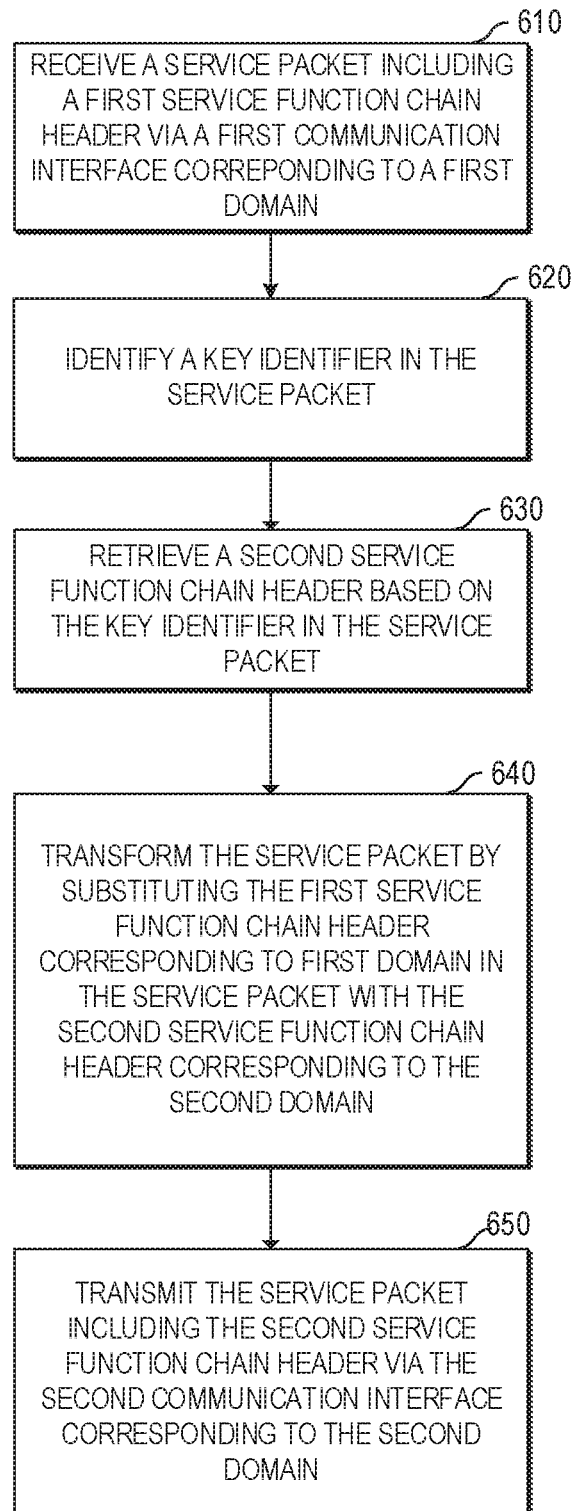 610
RECEIVE A SERVICE PACKET INCLUDING
A FIRST SERVICE FUNCTION CHAIN
HEADER VIA A FIRST COMMUNICATION
INTERFACE CORREPONDING TO A FIRST
DOMAIN
620
IDENTIFY A KEY IDENTIFIER IN THE
SERVICE PACKET
630
RETRIEVE A SECOND SERVICE
FUNCTION CHAIN HEADER BASED ON
THE KEY IDENTIFIER IN THE SERVICE
PACKET
640
TRANSFORM THE SERVICE PACKET BY
SUBSTITUTING THE FIRST SERVICE
FUNCTION CHAIN HEADER
CORRESPONDING TO FIRST DOMAIN IN
THE SERVICE PACKET WITH THE
SECOND SERVICE FUNCTION CHAIN
HEADER CORRESPONDING TO THE
SECOND DOMAIN
650
TRANSMIT THE SERVICE PACKET
INCLUDING THE SECOND SERVICE
FUNCTION CHAIN HEADER VIA THE
SECOND COMMUNICATION INTERFACE
CORRESPONDING TO THE SECOND
DOMAIN